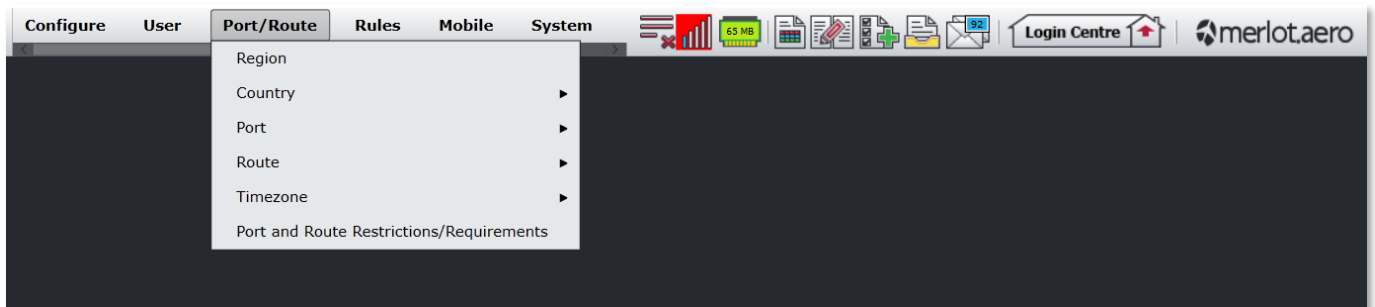 Configure User Port/Route Rules Mobile System 65 MB 92 Login Centre merlot.aero
Region
Country
Port
Route
Timezone
Port and Route Restrictions/Requirements